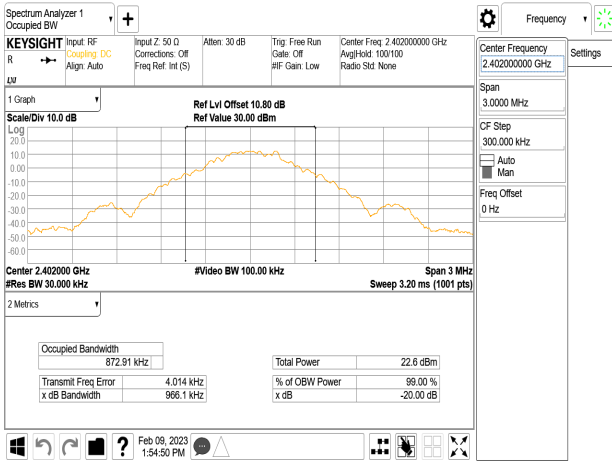 Spectrum Analyzer 1
Occupied BW
Frequency
KEYSIGHT
R
LXI
Input: RF
Coupling: DC
Align: Auto
Input Z: 50 Ω
Corrections: Off
Freq Ref: Int (S)
Atten: 30 dB
Trig: Free Run
Gate: Off
#IF Gain: Low
Center Freq: 2.402000000 GHz
Avg|Hold: 100/100
Radio Std: None
Center Frequency
2.402000000 GHz
Settings
Span
3.0000 MHz
CF Step
300.000 kHz
Auto
Man
Freq Offset
0 Hz
1 Graph
Scale/Div 10.0 dB
Ref Lvl Offset 10.80 dB
Ref Value 30.00 dBm
Log
20.0
10.0
0.00
-10.0
-20.0
-30.0
-40.0
-50.0
-60.0
Center 2.402000 GHz
#Video BW 100.00 kHz
Span 3 MHz
#Res BW 30.000 kHz
Sweep 3.20 ms (1001 pts)
2 Metrics
Occupied Bandwidth
872.91 kHz
Total Power 22.6 dBm
Transmit Freq Error 4.014 kHz
% of OBW Power 99.00 %
x dB Bandwidth 966.1 kHz
x dB -20.00 dB
?
Feb 09, 2023
1:54:50 PM